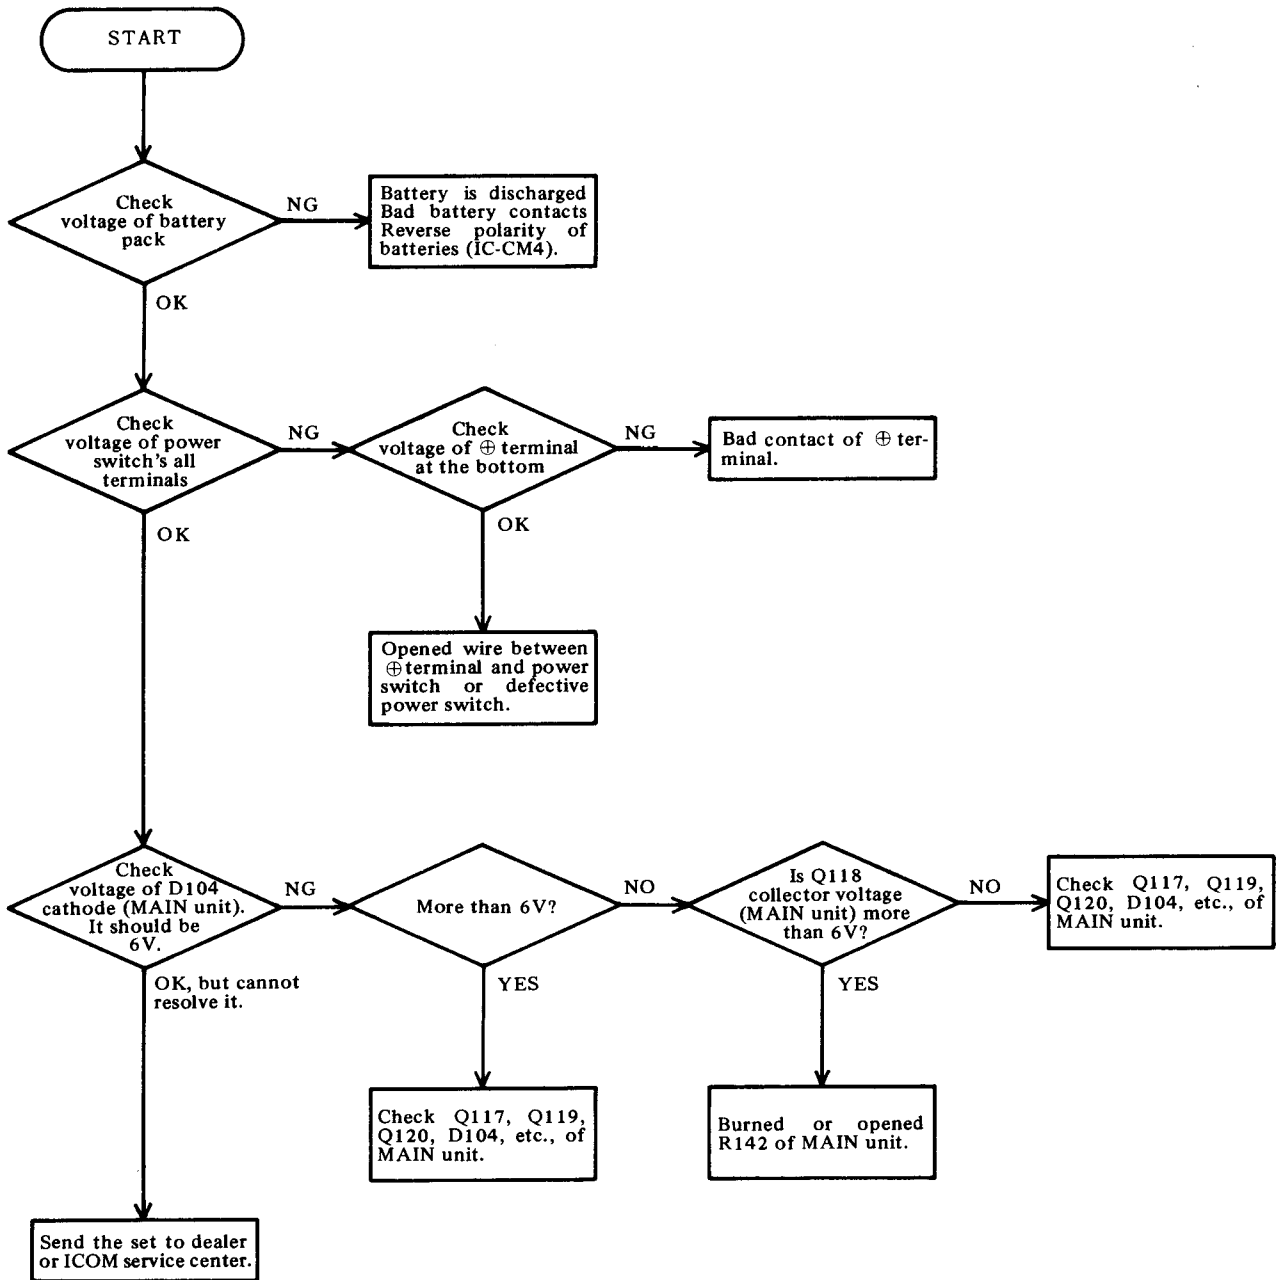 START
Check
voltage of battery
pack
NG
Battery is discharged
Bad battery contacts
Reverse polarity of
batteries (IC-CM4).
OK
Check
voltage of power
switch's all
terminals
NG
Check
voltage of ⊕ terminal
at the bottom
NG
Bad contact of ⊕ ter-
minal.
OK
OK
Opened wire between
⊕ terminal and power
switch or defective
power switch.
Check
voltage of D104
cathode (MAIN unit).
It should be
6V.
NG
More than 6V?
NO
Is Q118
collector voltage
(MAIN unit) more
than 6V?
NO
Check Q117, Q119,
Q120, D104, etc., of
MAIN unit.
OK, but cannot
resolve it.
YES
YES
Check Q117, Q119,
Q120, D104, etc., of
MAIN unit.
Burned or opened
R142 of MAIN unit.
Send the set to dealer
or ICOM service center.